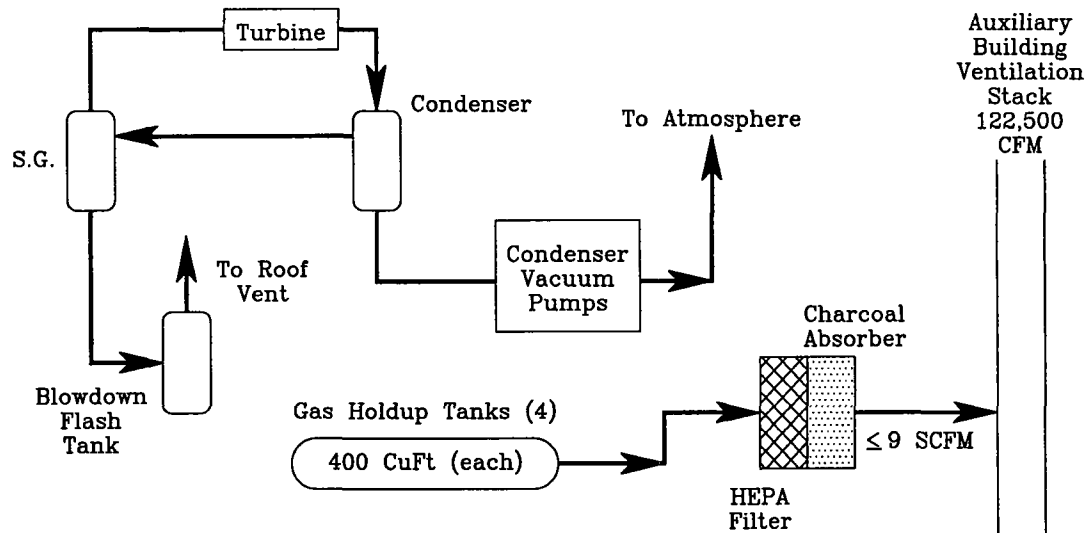 Turbine
Condenser
S.G.
To Roof
Vent
Blowdown
Flash
Tank
To Atmosphere
Condenser
Vacuum
Pumps
Gas Holdup Tanks (4)
400 CuFt (each)
Charcoal
Absorber
HEPA
Filter
≤ 9 SCFM
Auxiliary
Building
Ventilation
Stack
122,500
CFM